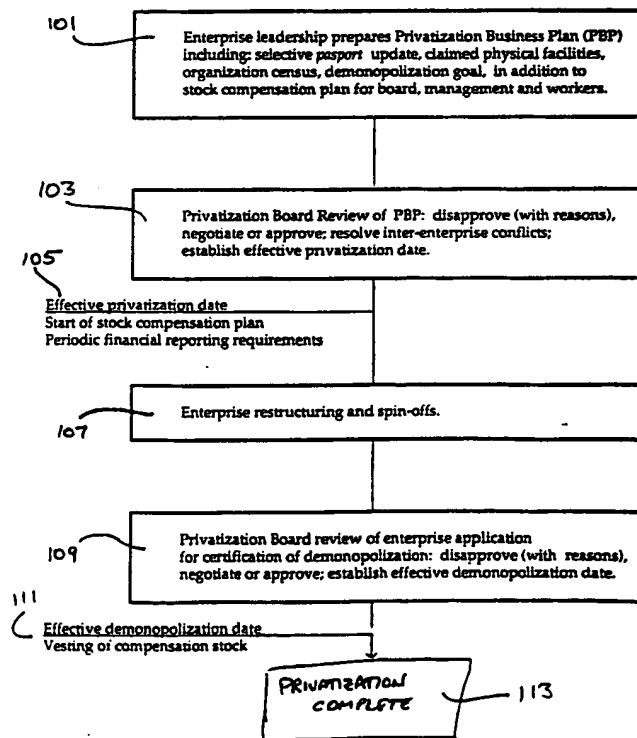 101
Enterprise leadership prepares Privatization Business Plan (PBP)
including: selective pasport update, claimed physical facilities,
organization census, demonopolization goal, in addition to
stock compensation plan for board, management and workers.
103
Privatization Board Review of PBP: disapprove (with reasons),
negotiate or approve; resolve inter-enterprise conflicts;
establish effective privatization date.
105
Effective privatization date
Start of stock compensation plan
Periodic financial reporting requirements
107
Enterprise restructuring and spin-offs.
109
Privatization Board review of enterprise application
for certification of demonopolization: disapprove (with reasons),
negotiate or approve; establish effective demonopolization date.
111
Effective demonopolization date
Vesting of compensation stock
PRIVATIZATION
COMPLETE
113